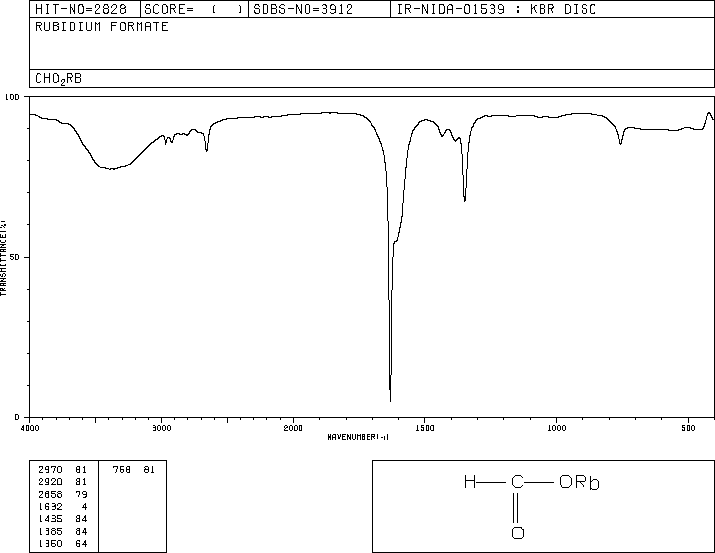 HIT-NO=2828 SCORE= ( ) SDBS-NO=3912 IR-NIDA-01539 : KBR DISC
RUBIDIUM FORMATE
CHO2RB
100
TRANSMITTANCE(%)
50
0
4000 3000 2000 1500 1000 500
WAVENUMBER(-1)
2970 81 758 81
2920 81
2658 79
1632 4
1435 84
1385 84
1350 64
H C ORb
O